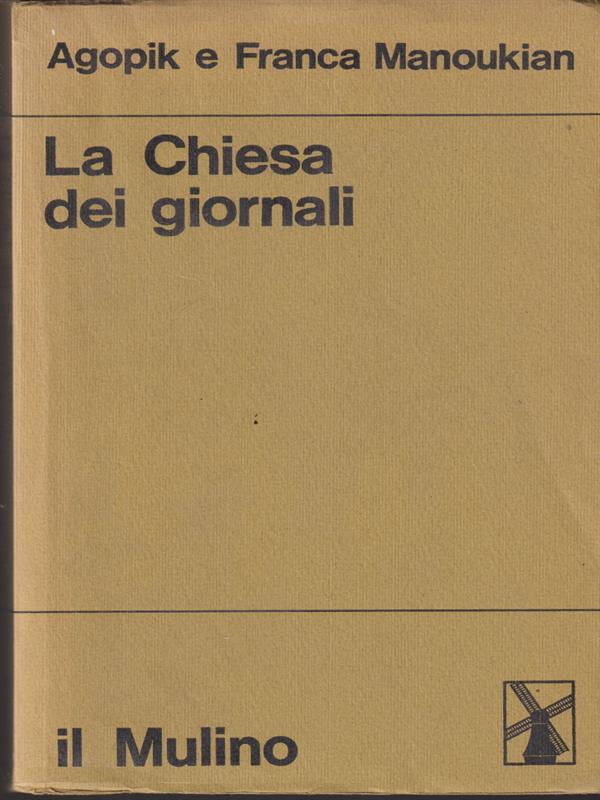 Agopik e Franca Manoukian
La Chiesa
dei giornali
il Mulino